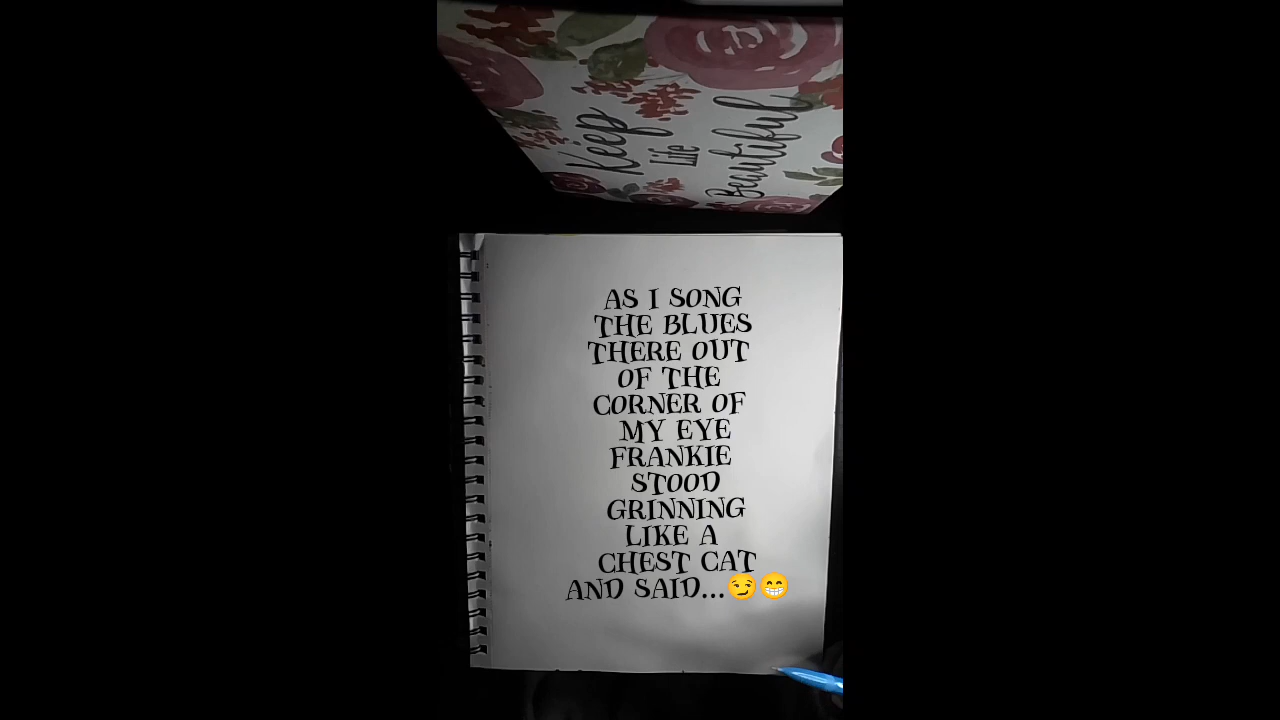 Keep
Life
Beautiful
AS I SONG
THE BLUES
THERE OUT
OF THE
CORNER OF
MY EYE
FRANKIE
STOOD
GRINNING
LIKE A
CHEST CAT
AND SAID...😏😁